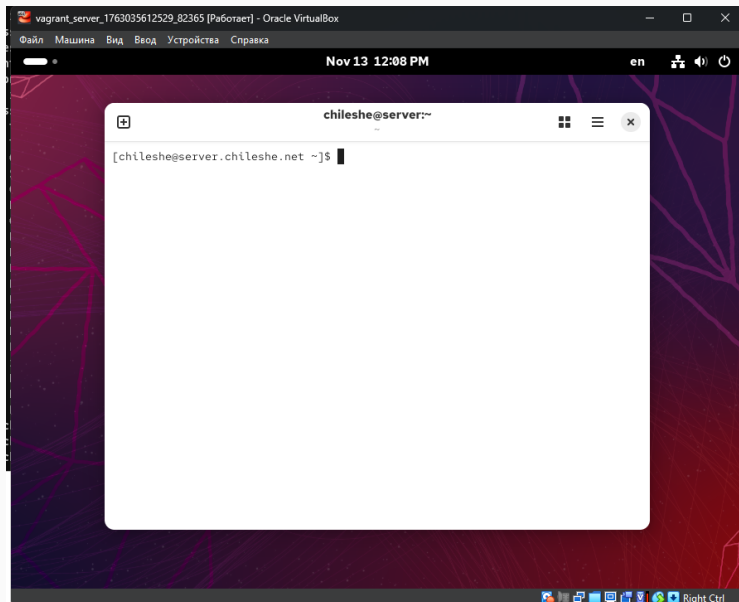 vagrant_server_1763035612529_82365 [Работает] - Oracle VirtualBox
Файл Машина Вид Ввод Устройства Справка
Nov 13 12:08 PM en
chileshe@server:~
~
[chileshe@server.chileshe.net ~]$
Right Ctrl